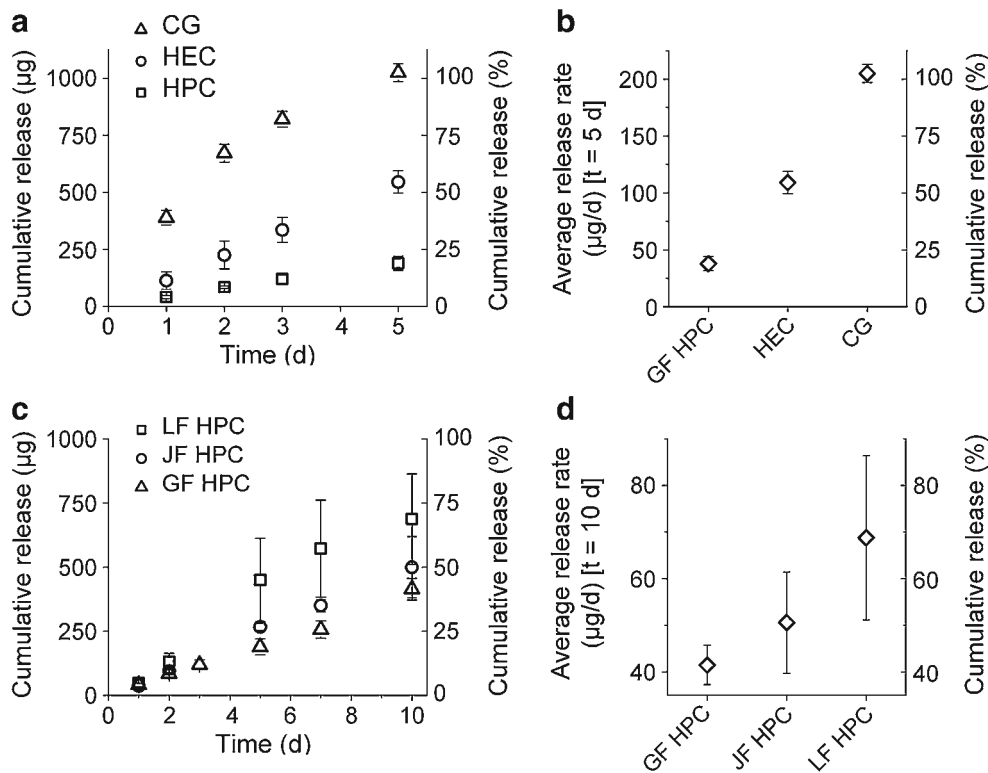 a
CG
HEC
HPC
Cumulative release (µg)
1000
750
500
250
0
Cumulative release (%)
100
75
50
25
0
0 1 2 3 4 5
Time (d)
b
Average release rate
(µg/d) [t = 5 d]
200
150
100
50
0
Cumulative release (%)
100
75
50
25
0
GF HPC
HEC
CG
c
LF HPC
JF HPC
GF HPC
Cumulative release (µg)
1000
750
500
250
0
Cumulative release (%)
100
75
50
25
0
0 2 4 6 8 10
Time (d)
d
Average release rate
(µg/d) [t = 10 d]
80
60
40
Cumulative release (%)
80
60
40
GF HPC
JF HPC
LF HPC